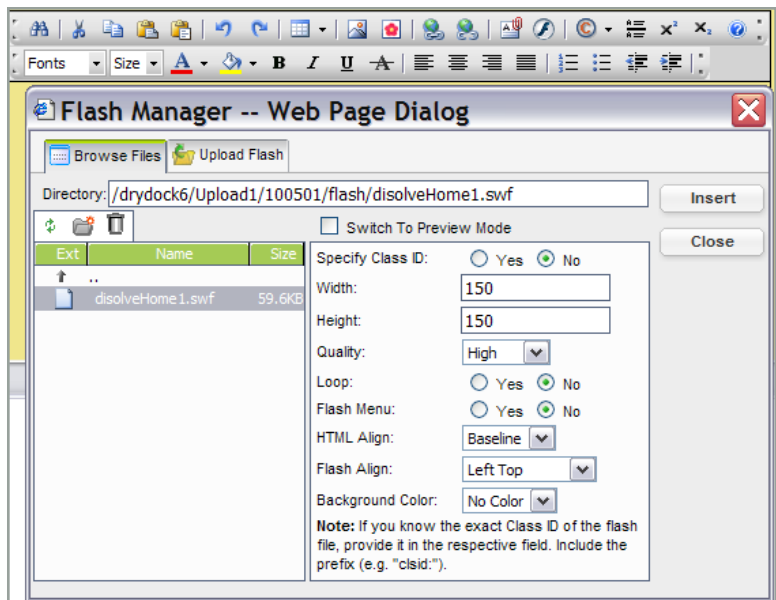 Fonts Size A B I U A
Flash Manager -- Web Page Dialog
Browse Files Upload Flash
Directory: /drydock6/Upload1/100501/flash/disolveHome1.swf
Insert
Switch To Preview Mode
Close
Ext Name Size
..
disolveHome1.swf 59.6KB
Specify Class ID: Yes No
Width: 150
Height: 150
Quality: High
Loop: Yes No
Flash Menu: Yes No
HTML Align: Baseline
Flash Align: Left Top
Background Color: No Color
Note: If you know the exact Class ID of the flash
file, provide it in the respective field. Include the
prefix (e.g. "clsid:").